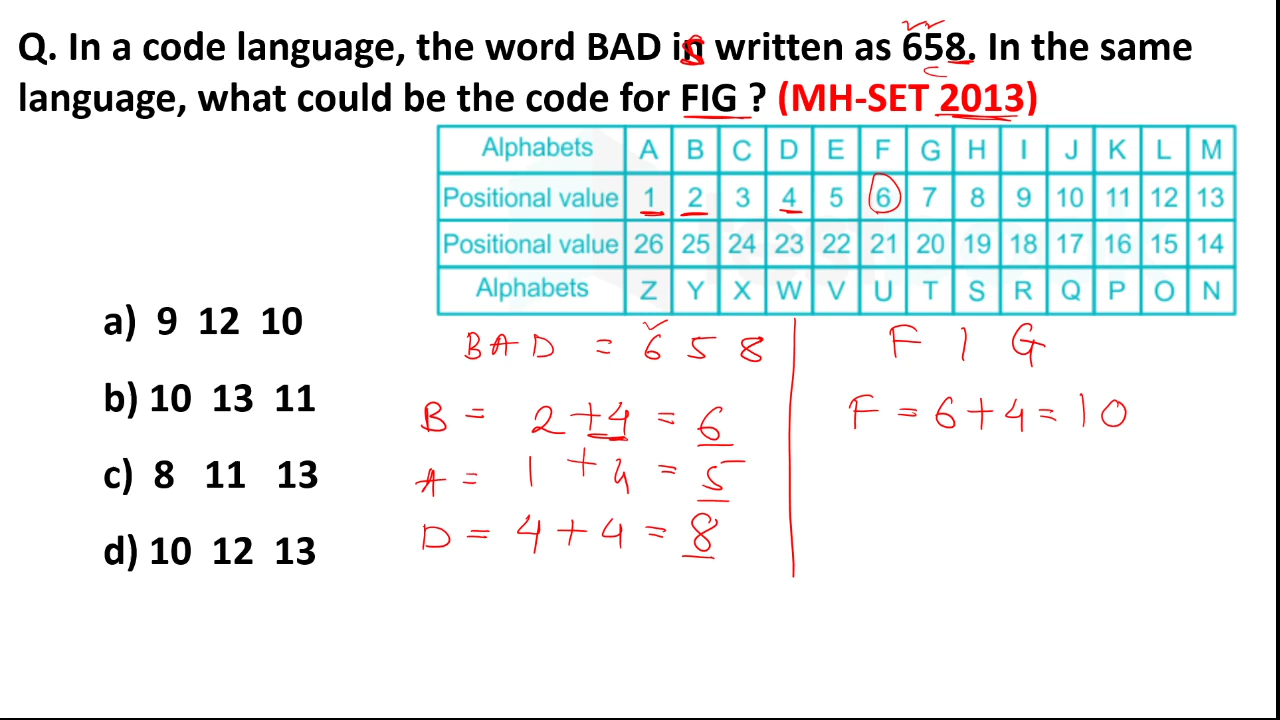 Q. In a code language, the word BAD is written as 658. In the same
language, what could be the code for FIG ? (MH-SET 2013)
Alphabets A B C D E F G H I J K L M
Positional value 1 2 3 4 5 6 7 8 9 10 11 12 13
Positional value 26 25 24 23 22 21 20 19 18 17 16 15 14
Alphabets Z Y X W V U T S R Q P O N
a) 9 12 10
b) 10 13 11
c) 8 11 13
d) 10 12 13
BAD = 6 5 8
B = 2 + 4 = 6
A = 1 + 4 = 5
D = 4 + 4 = 8
F I G
F = 6 + 4 = 10